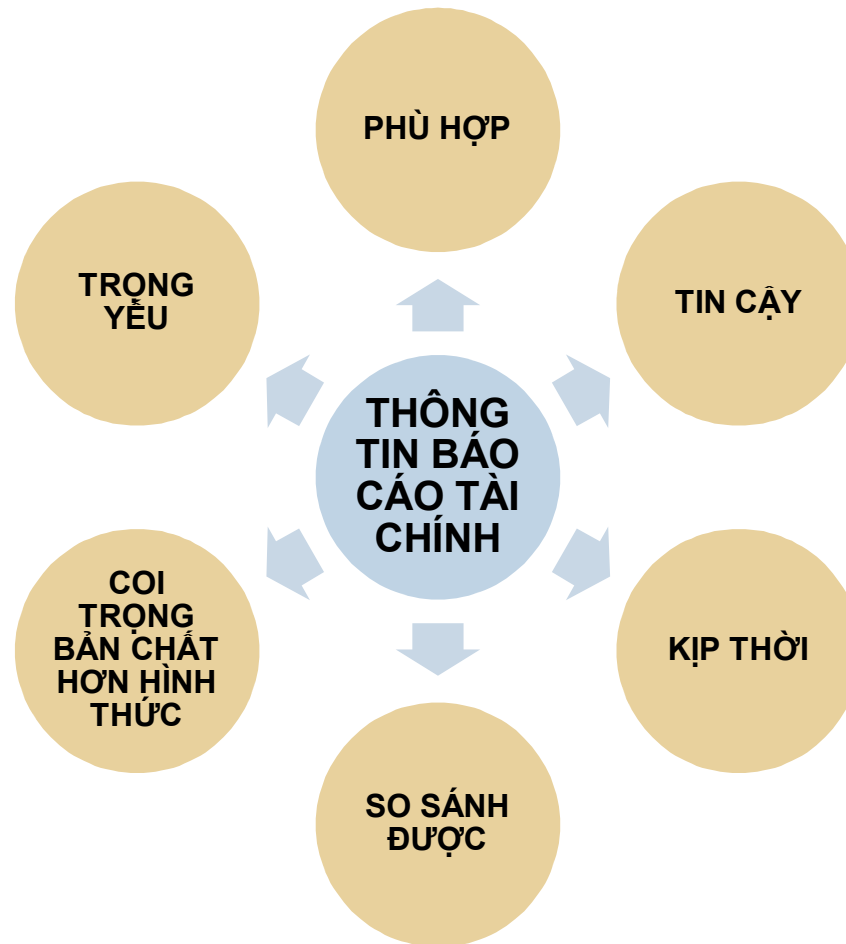 PHÙ HỢP
TRỌNG
YẾU
TIN CẬY
THÔNG
TIN BÁO
CÁO TÀI
CHÍNH
COI
TRỌNG
BẢN CHẤT
HƠN HÌNH
THỨC
KỊP THỜI
SO SÁNH
ĐƯỢC